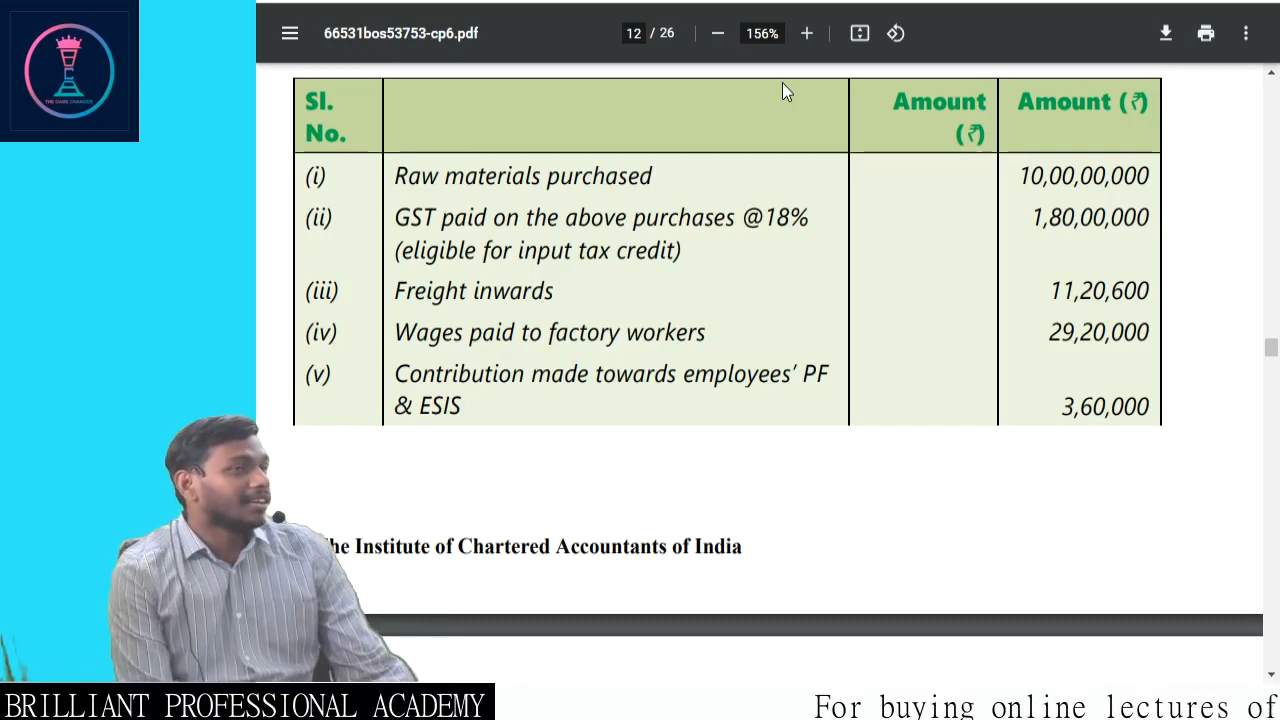 66531bos53753-cp6.pdf
12 / 26
156%
THE GAME CHANGER
Sl. No.
Amount (₹)
Amount (₹)
(i) Raw materials purchased 10,00,00,000
(ii) GST paid on the above purchases @18% 1,80,00,000
(eligible for input tax credit)
(iii) Freight inwards 11,20,600
(iv) Wages paid to factory workers 29,20,000
(v) Contribution made towards employees' PF
& ESIS 3,60,000
he Institute of Chartered Accountants of India
BRILLIANT PROFESSIONAL ACADEMY
For buying online lectures of